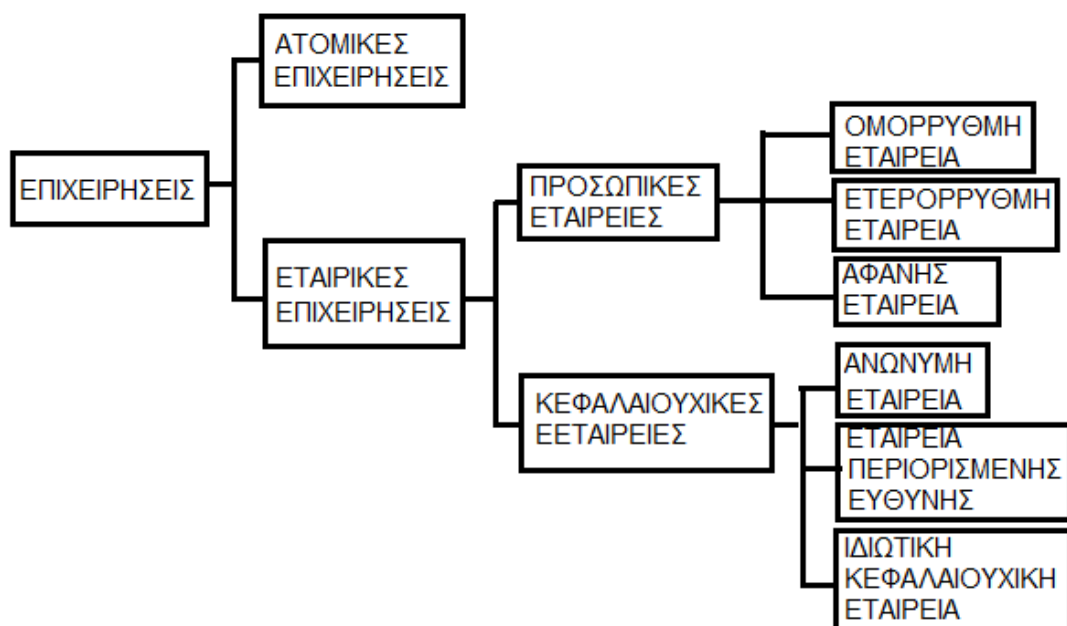 ΑΤΟΜΙΚΕΣ
ΕΠΙΧΕΙΡΗΣΕΙΣ
ΕΠΙΧΕΙΡΗΣΕΙΣ
ΕΤΑΙΡΙΚΕΣ
ΕΠΙΧΕΙΡΗΣΕΙΣ
ΠΡΟΣΩΠΙΚΕΣ
ΕΤΑΙΡΕΙΕΣ
ΟΜΟΡΡΥΘΜΗ
ΕΤΑΙΡΕΙΑ
ΕΤΕΡΟΡΡΥΘΜΗ
ΕΤΑΙΡΕΙΑ
ΑΦΑΝΗΣ
ΕΤΑΙΡΕΙΑ
ΚΕΦΑΛΑΙΟΥΧΙΚΕΣ
ΕΕΤΑΙΡΕΙΕΣ
ΑΝΩΝΥΜΗ
ΕΤΑΙΡΕΙΑ
ΕΤΑΙΡΕΙΑ
ΠΕΡΙΟΡΙΣΜΕΝΗΣ
ΕΥΘΥΝΗΣ
ΙΔΙΩΤΙΚΗ
ΚΕΦΑΛΑΙΟΥΧΙΚΗ
ΕΤΑΙΡΕΙΑ